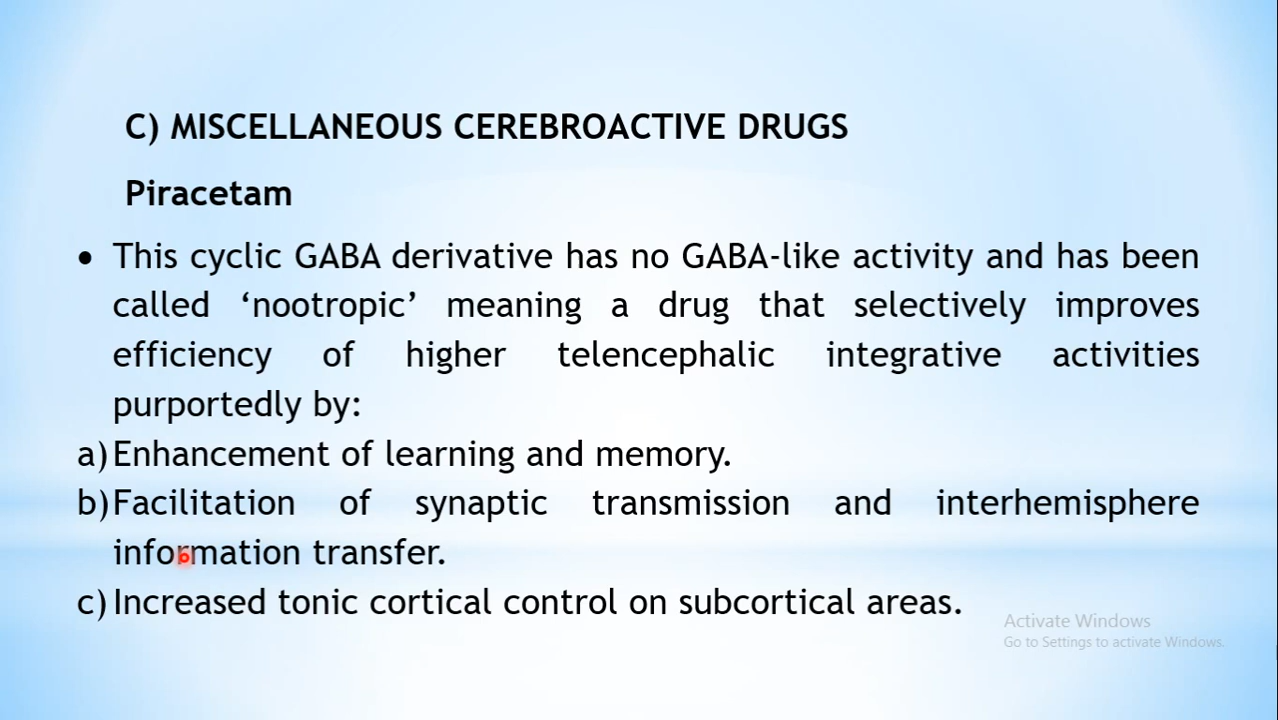 C) MISCELLANEOUS CEREBROACTIVE DRUGS
Piracetam
• This cyclic GABA derivative has no GABA-like activity and has been
called ‘nootropic’ meaning a drug that selectively improves
efficiency of higher telencephalic integrative activities
purportedly by:
a) Enhancement of learning and memory.
b) Facilitation of synaptic transmission and interhemisphere
information transfer.
c) Increased tonic cortical control on subcortical areas.
Activate Windows
Go to Settings to activate Windows.